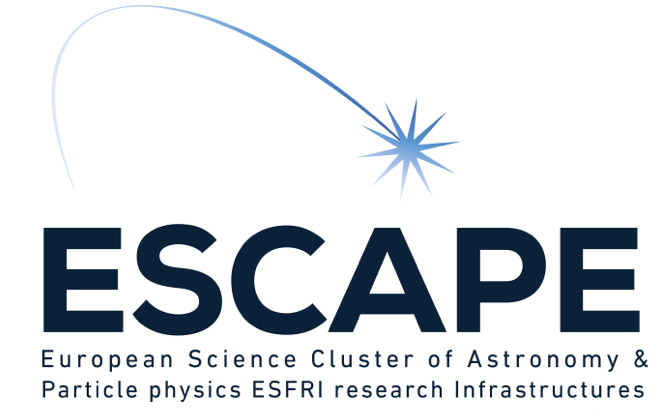 ESCAPE
European Science Cluster of Astronomy &
Particle physics ESFRI research Infrastructures